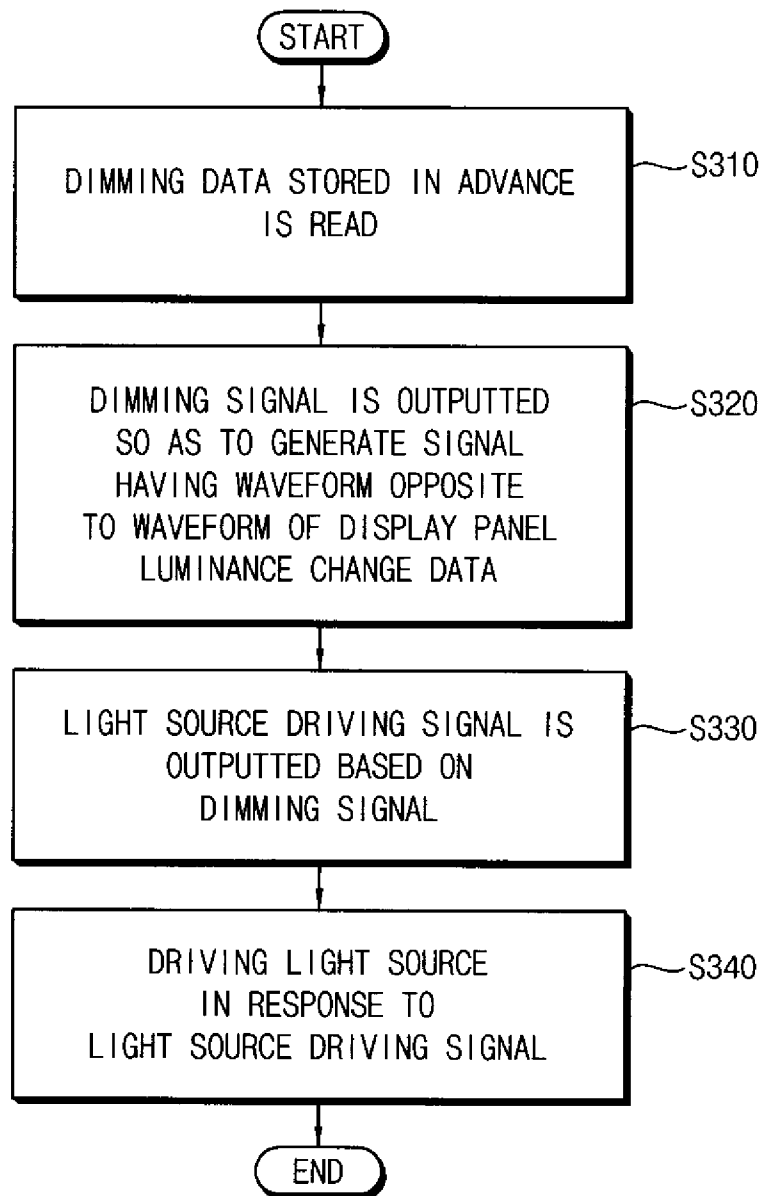 START
DIMMING DATA STORED IN ADVANCE
IS READ
S310
DIMMING SIGNAL IS OUTPUTTED
SO AS TO GENERATE SIGNAL
HAVING WAVEFORM OPPOSITE
TO WAVEFORM OF DISPLAY PANEL
LUMINANCE CHANGE DATA
S320
LIGHT SOURCE DRIVING SIGNAL IS
OUTPUTTED BASED ON
DIMMING SIGNAL
S330
DRIVING LIGHT SOURCE
IN RESPONSE TO
LIGHT SOURCE DRIVING SIGNAL
S340
END